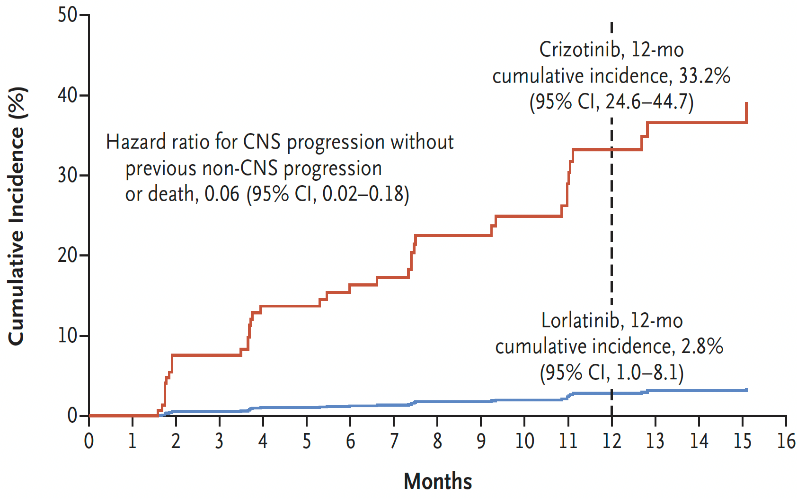 50
40
30
20
10
0
Cumulative Incidence (%)
Crizotinib, 12-mo
cumulative incidence, 33.2%
(95% CI, 24.6–44.7)
Hazard ratio for CNS progression without
previous non-CNS progression
or death, 0.06 (95% CI, 0.02–0.18)
Lorlatinib, 12-mo
cumulative incidence, 2.8%
(95% CI, 1.0–8.1)
0 1 2 3 4 5 6 7 8 9 10 11 12 13 14 15 16
Months